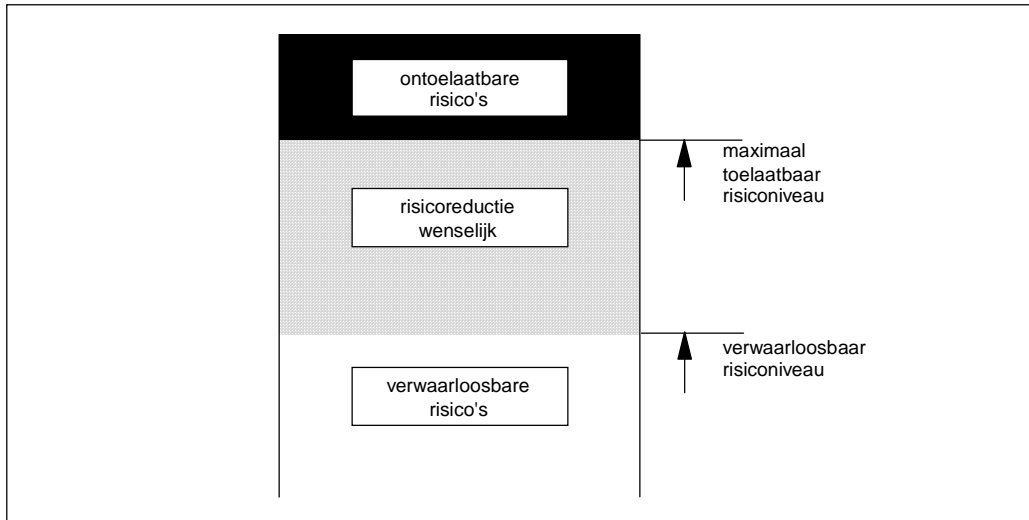 ontoelaatbare
risico's
maximaal
toelaatbaar
risiconiveau
risicoreductie
wenselijk
verwaarloosbaar
risiconiveau
verwaarloosbare
risico's